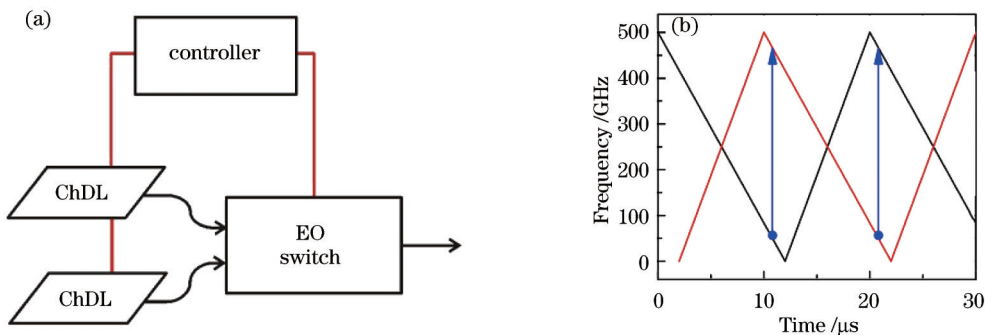 (a)
controller
ChDL
EO
switch
ChDL
(b)
Frequency /GHz
500
400
300
200
100
0
0
10
20
30
Time /μs